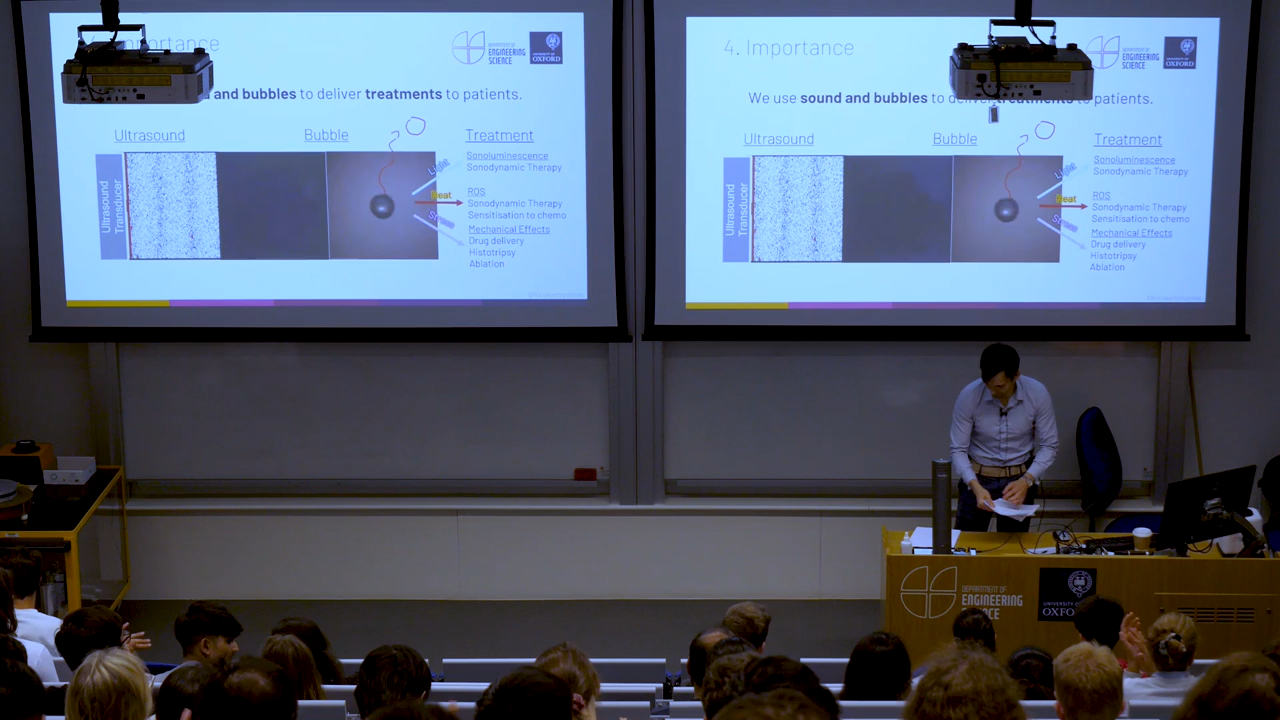 importance
DEPARTMENT OF
ENGINEERING
SCIENCE
UNIVERSITY OF
OXFORD
and bubbles to deliver treatments to patients.
Ultrasound
Bubble
Treatment
Ultrasound
Transducer
Light
Heat
Sonoluminescence
Sonodynamic Therapy
ROS
Sonodynamic Therapy
Sensitisation to chemo
Mechanical Effects
Drug delivery
Histotripsy
Ablation
4. Importance
DEPARTMENT OF
ENGINEERING
SCIENCE
UNIVERSITY OF
OXFORD
We use sound and bubbles to deliver treatments to patients.
Ultrasound
Bubble
Treatment
Ultrasound
Transducer
Light
Heat
Sonoluminescence
Sonodynamic Therapy
ROS
Sonodynamic Therapy
Sensitisation to chemo
Mechanical Effects
Drug delivery
Histotripsy
Ablation
DEPARTMENT OF
ENGINEERING
SCIENCE
UNIVERSITY OF
OXFO